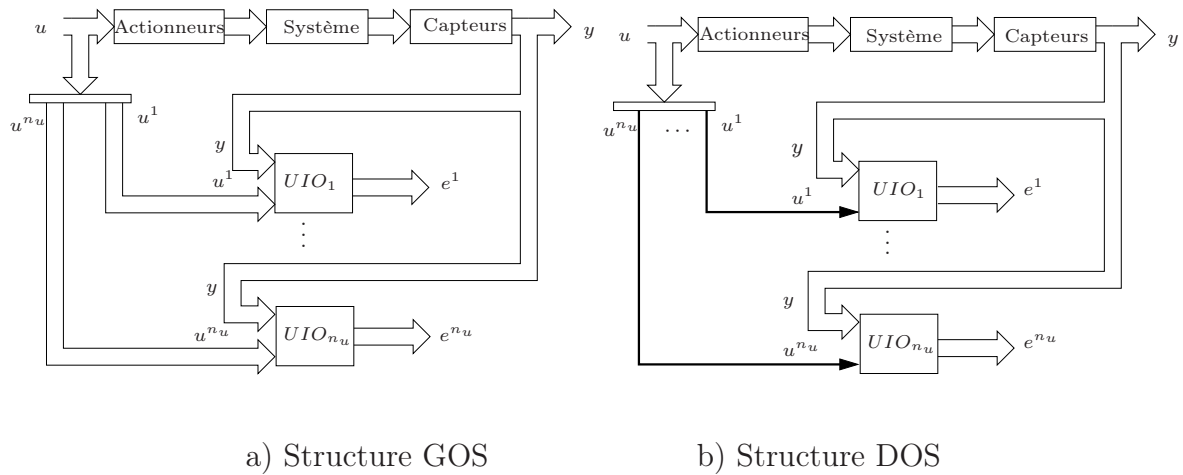 u Actionneurs Système Capteurs y
u^{n_u} u^1
y
u^1 UIO_1 e^1
⋮
y
u^{n_u} UIO_{n_u} e^{n_u}
a) Structure GOS
u Actionneurs Système Capteurs y
u^{n_u} ... u^1
y
u^1 UIO_1 e^1
⋮
y
u^{n_u} UIO_{n_u} e^{n_u}
b) Structure DOS